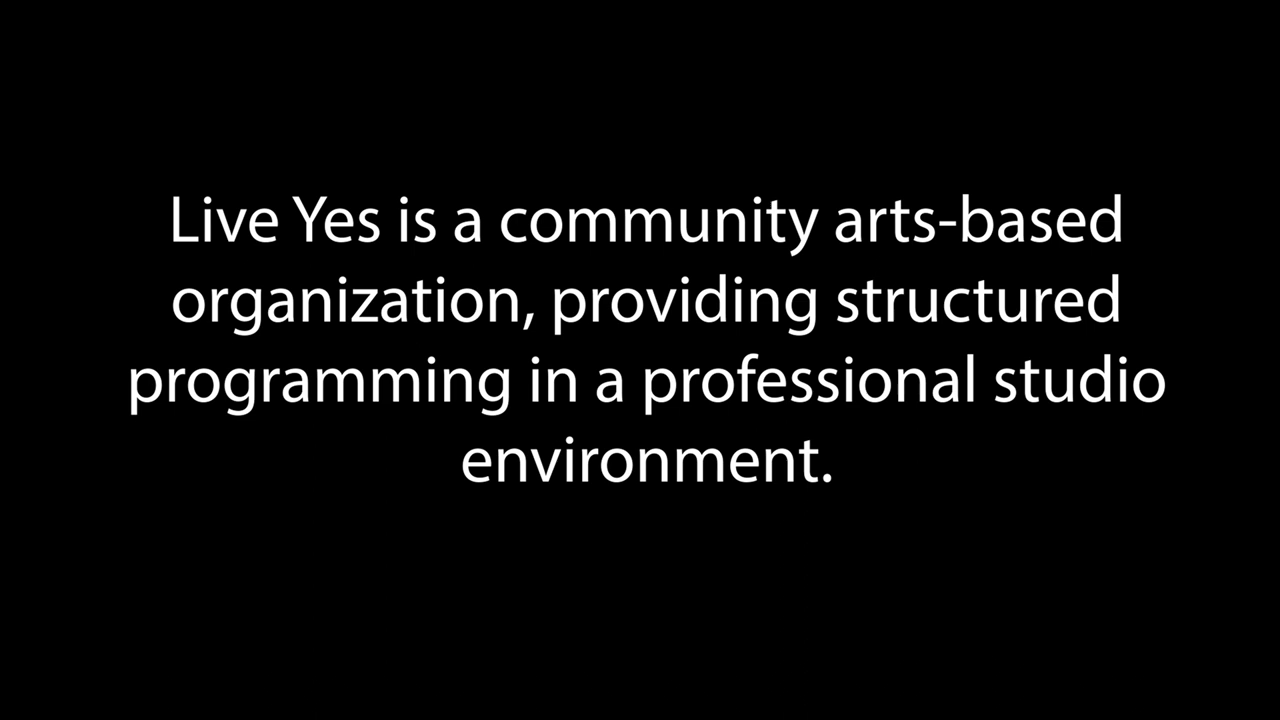 Live Yes is a community arts-based
organization, providing structured
programming in a professional studio
environment.